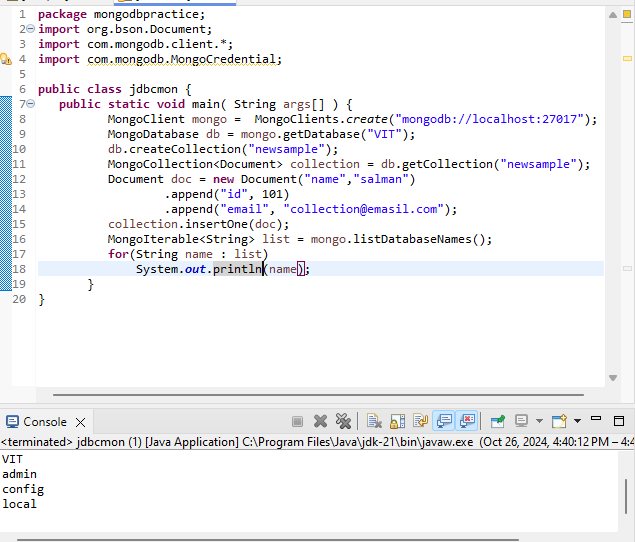 1 package mongodbpractice;
2 import org.bson.Document;
3 import com.mongodb.client.*;
4 import com.mongodb.MongoCredential;
5
6 public class jdbcmon {
7 public static void main( String args[] ) {
8 MongoClient mongo =  MongoClients.create("mongodb://localhost:27017");
9 MongoDatabase db = mongo.getDatabase("VIT");
10 db.createCollection("newsample");
11 MongoCollection<Document> collection = db.getCollection("newsample");
12 Document doc = new Document("name","salman")
13 .append("id", 101)
14 .append("email", "collection@emasil.com");
15 collection.insertOne(doc);
16 MongoIterable<String> list = mongo.listDatabaseNames();
17 for(String name : list)
18 System.out.println(name);
19 }
20 }
Console
<terminated> jdbcmon (1) [Java Application] C:\Program Files\Java\jdk-21\bin\javaw.exe (Oct 26, 2024, 4:40:12 PM – 4:4
VIT
admin
config
local